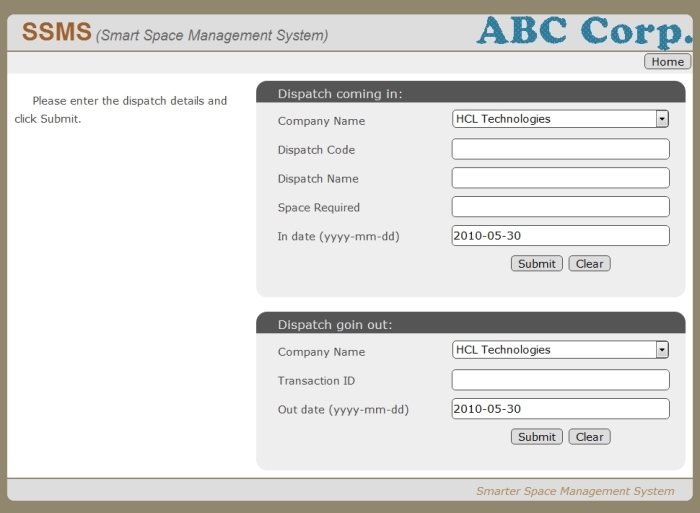 SSMS (Smart Space Management System)
ABC Corp.
Home
Please enter the dispatch details and
click Submit.
Dispatch coming in:
Company Name HCL Technologies
Dispatch Code
Dispatch Name
Space Required
In date (yyyy-mm-dd) 2010-05-30
Submit Clear
Dispatch goin out:
Company Name HCL Technologies
Transaction ID
Out date (yyyy-mm-dd) 2010-05-30
Submit Clear
Smarter Space Management System